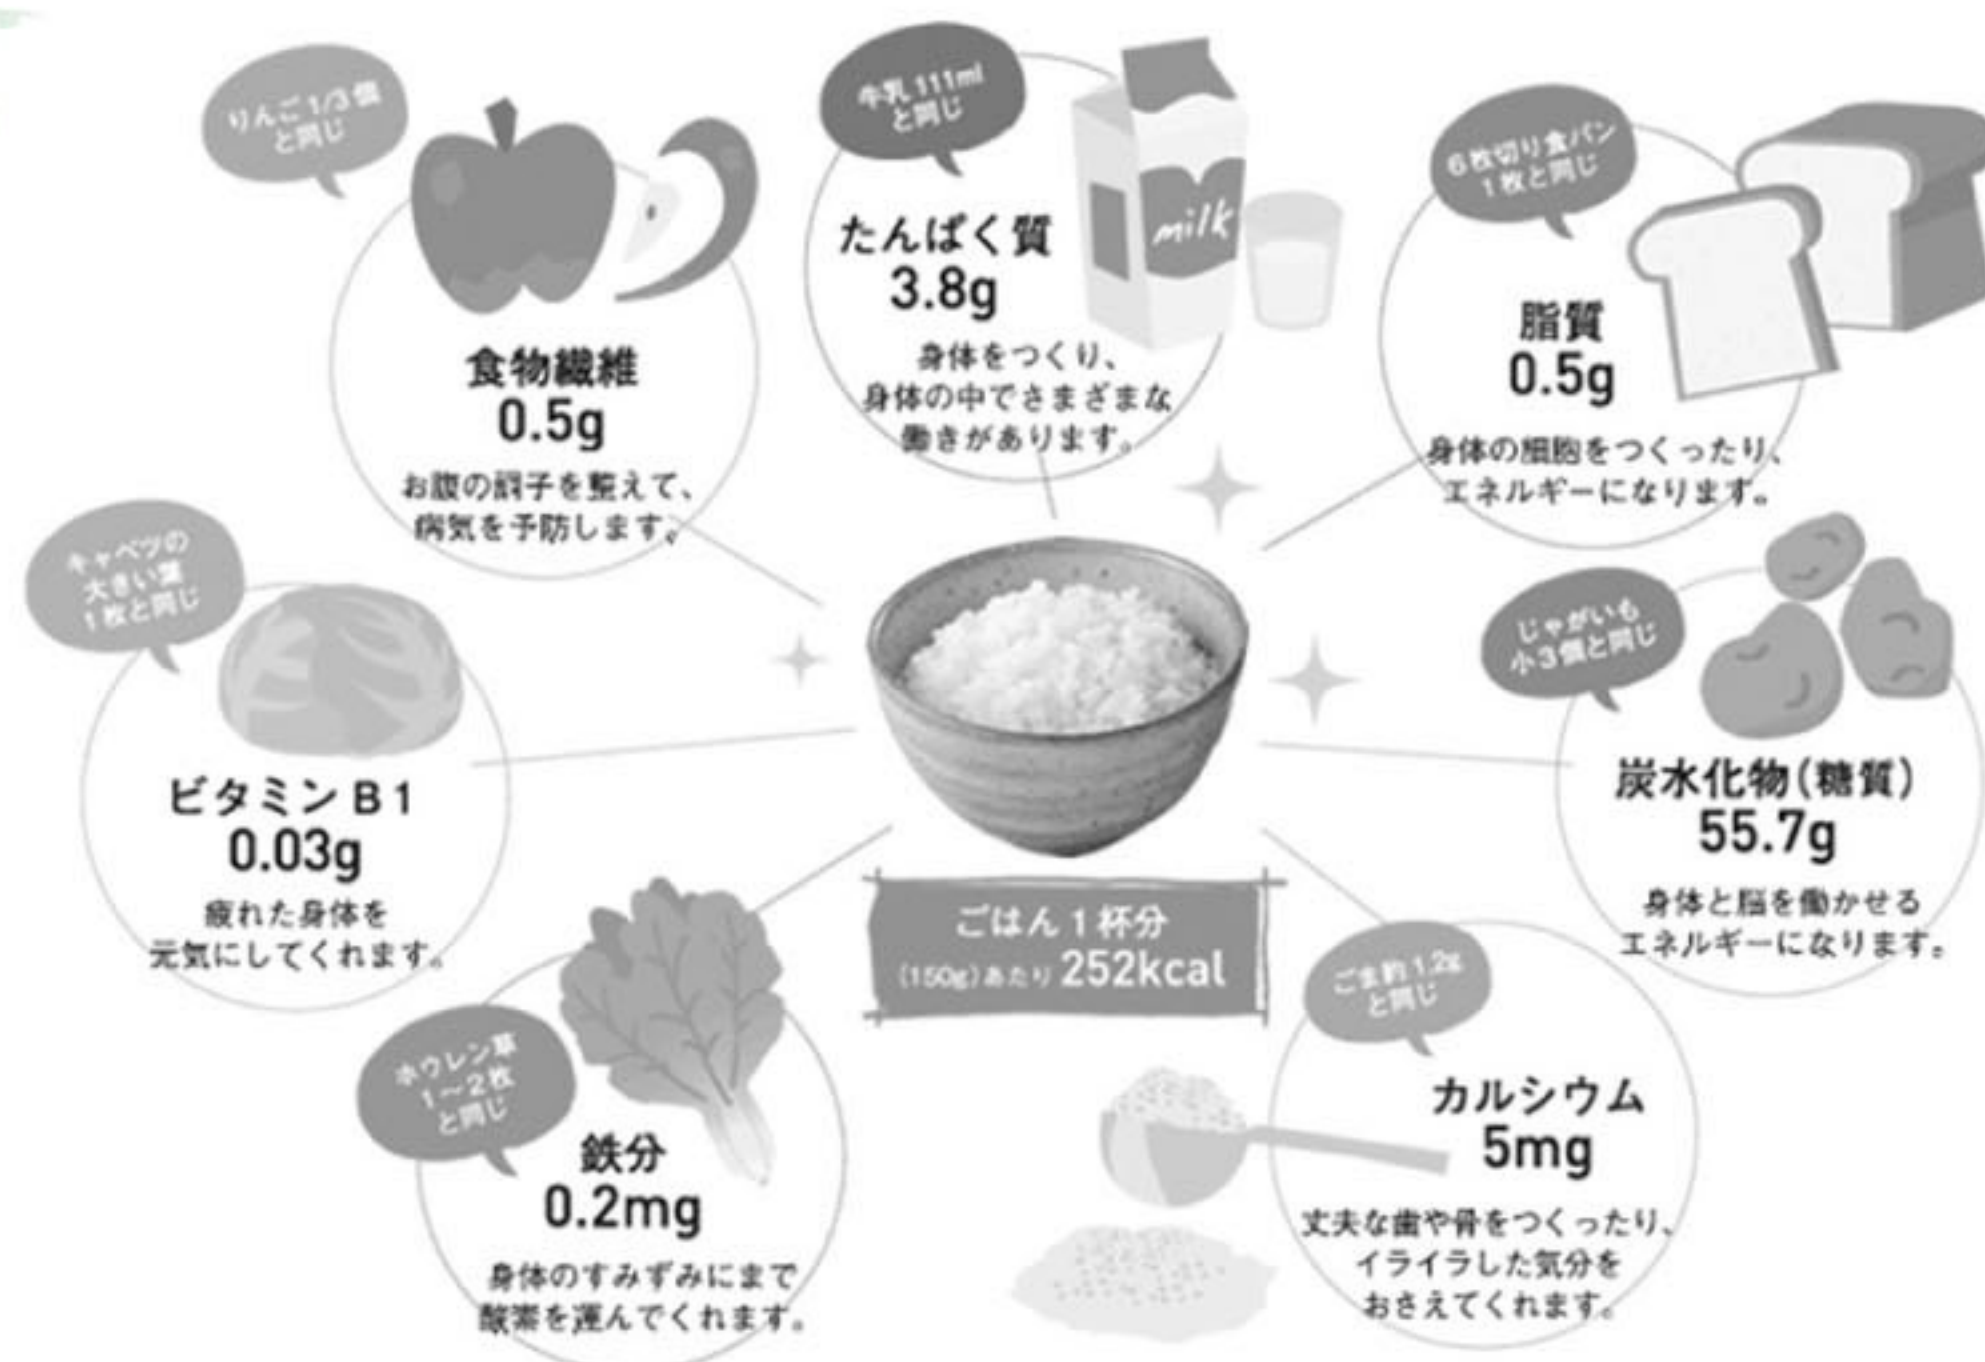 りんご1/3個
と同じ
食物繊維
0.5g
お腹の調子を整えて、
病気を予防します。
牛乳111ml
と同じ
milk
たんぱく質
3.8g
身体をつくり、
身体の中でさまざまな
働きがあります。
6枚切り食パン
1枚と同じ
脂質
0.5g
身体の細胞をつくったり、
エネルギーになります。
キャベツの
大きい葉
1枚と同じ
ビタミンB1
0.03g
疲れた身体を
元気にしてくれます。
じゃがいも
小3個と同じ
炭水化物(糖質)
55.7g
身体と脳を働かせる
エネルギーになります。
ごはん1杯分
(150g)あたり 252kcal
ホウレン草
1～2枚
と同じ
鉄分
0.2mg
身体のすみずみにまで
酸素を運んでくれます。
ごま約1.2g
と同じ
カルシウム
5mg
丈夫な歯や骨をつくったり、
イライラした気分を
おさえてくれます。